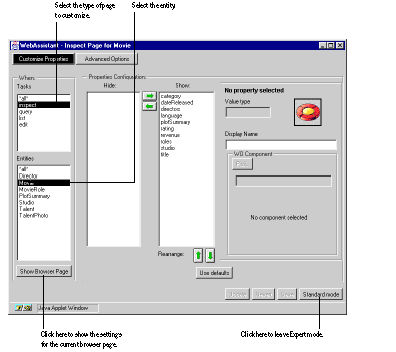 Select the type of page
to customize.
Select the entity.
WebAssistant - Inspect Page for Movie
Customize Properties
Advanced Options
When:
Tasks
*all*
inspect
query
list
edit
Entities
*all*
Director
Movie
MovieRole
PlotSummary
Studio
Talent
TalentPhoto
Show Browser Page
Properties Configuration
Hide:
Show:
category
dateReleased
directors
language
plotSummary
rating
revenue
roles
studio
title
Rearrange:
No property selected
Value type
Display Name
WO Component
No component selected
Use defaults
Update
Revert
Save
Standard mode
Java Applet Window
Click here to show the settings
for the current browser page.
Click here to leave Expert mode.